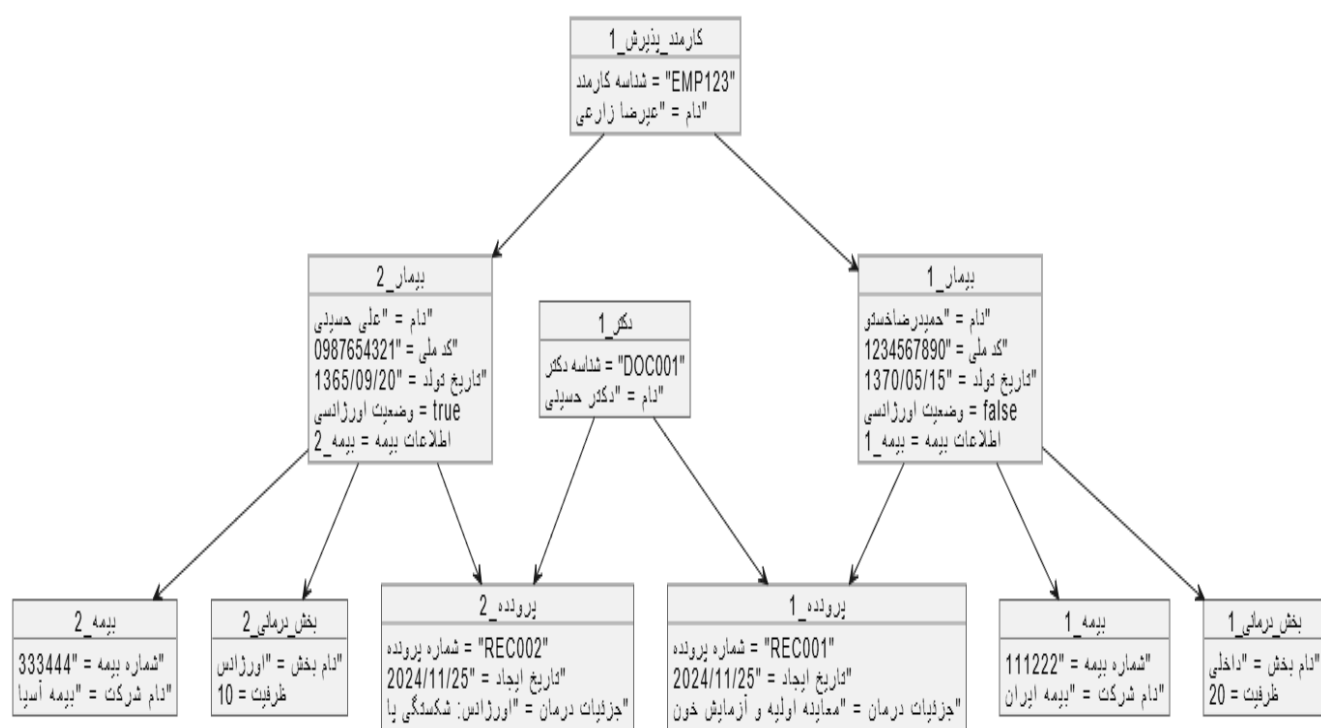 کارمند_پذیرش_1
شناسه کارمند = "EMP123"
نام = "عیرضا زارعی"
بیمار_2
نام = "علی حسینی"
کد ملی = "0987654321"
تاریخ تولد = "1365/09/20"
وضعیت اورژانسی = true
اطلاعات بیمه = بیمه_2
دکتر_1
شناسه دکتر = "DOC001"
نام = "دکتر حسینی"
بیمار_1
نام = "حمیدرضاخستو"
کد ملی = "1234567890"
تاریخ تولد = "1370/05/15"
وضعیت اورژانسی = false
اطلاعات بیمه = بیمه_1
بیمه_2
شماره بیمه = "333444"
نام شرکت = "بیمه آسیا"
بخش_درمانی_2
نام بخش = "اورژانس"
ظرفیت = 10
پرونده_2
شماره پرونده = "REC002"
تاریخ ایجاد = "2024/11/25"
جزئیات درمان = "اورژانس: شکستگی پا"
پرونده_1
شماره پرونده = "REC001"
تاریخ ایجاد = "2024/11/25"
جزئیات درمان = "معاینه اولیه و آزمایش خون"
بیمه_1
شماره بیمه = "111222"
نام شرکت = "بیمه ایران"
بخش_درمانی_1
نام بخش = "داخلی"
ظرفیت = 20